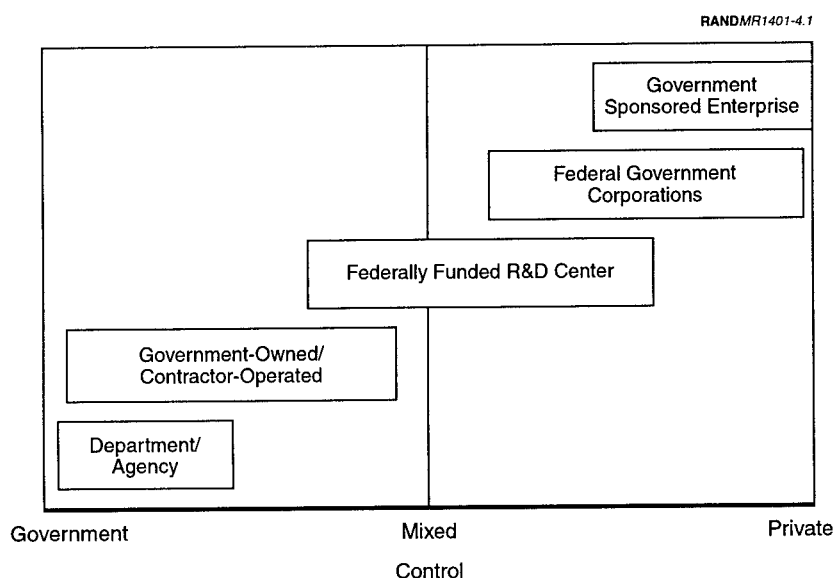 RANDMR1401-4.1
Government
Sponsored Enterprise
Federal Government
Corporations
Federally Funded R&D Center
Government-Owned/
Contractor-Operated
Department/
Agency
Government
Mixed
Private
Control